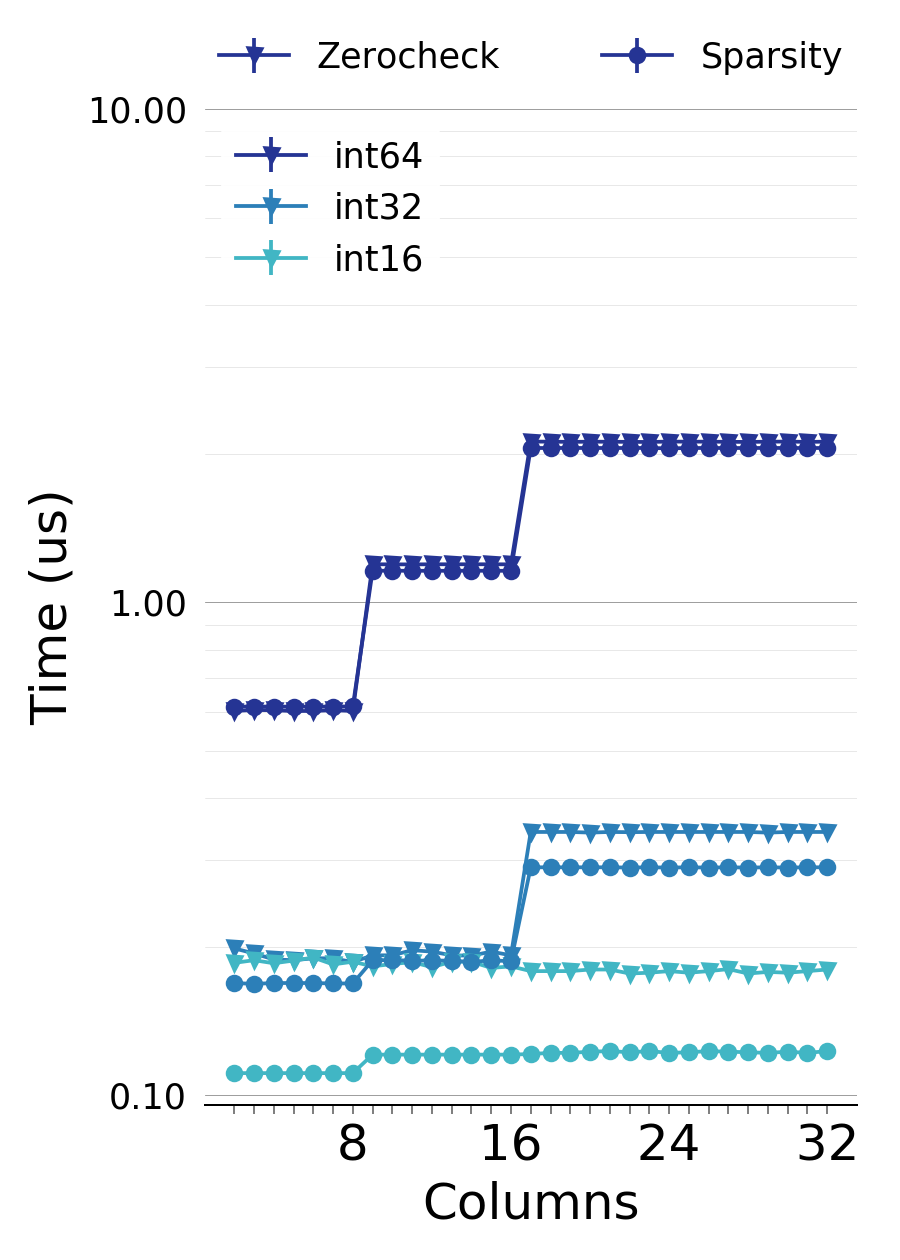 Zerocheck Sparsity
10.00
int64
int32
int16
1.00
0.10
Time (us)
8 16 24 32
Columns